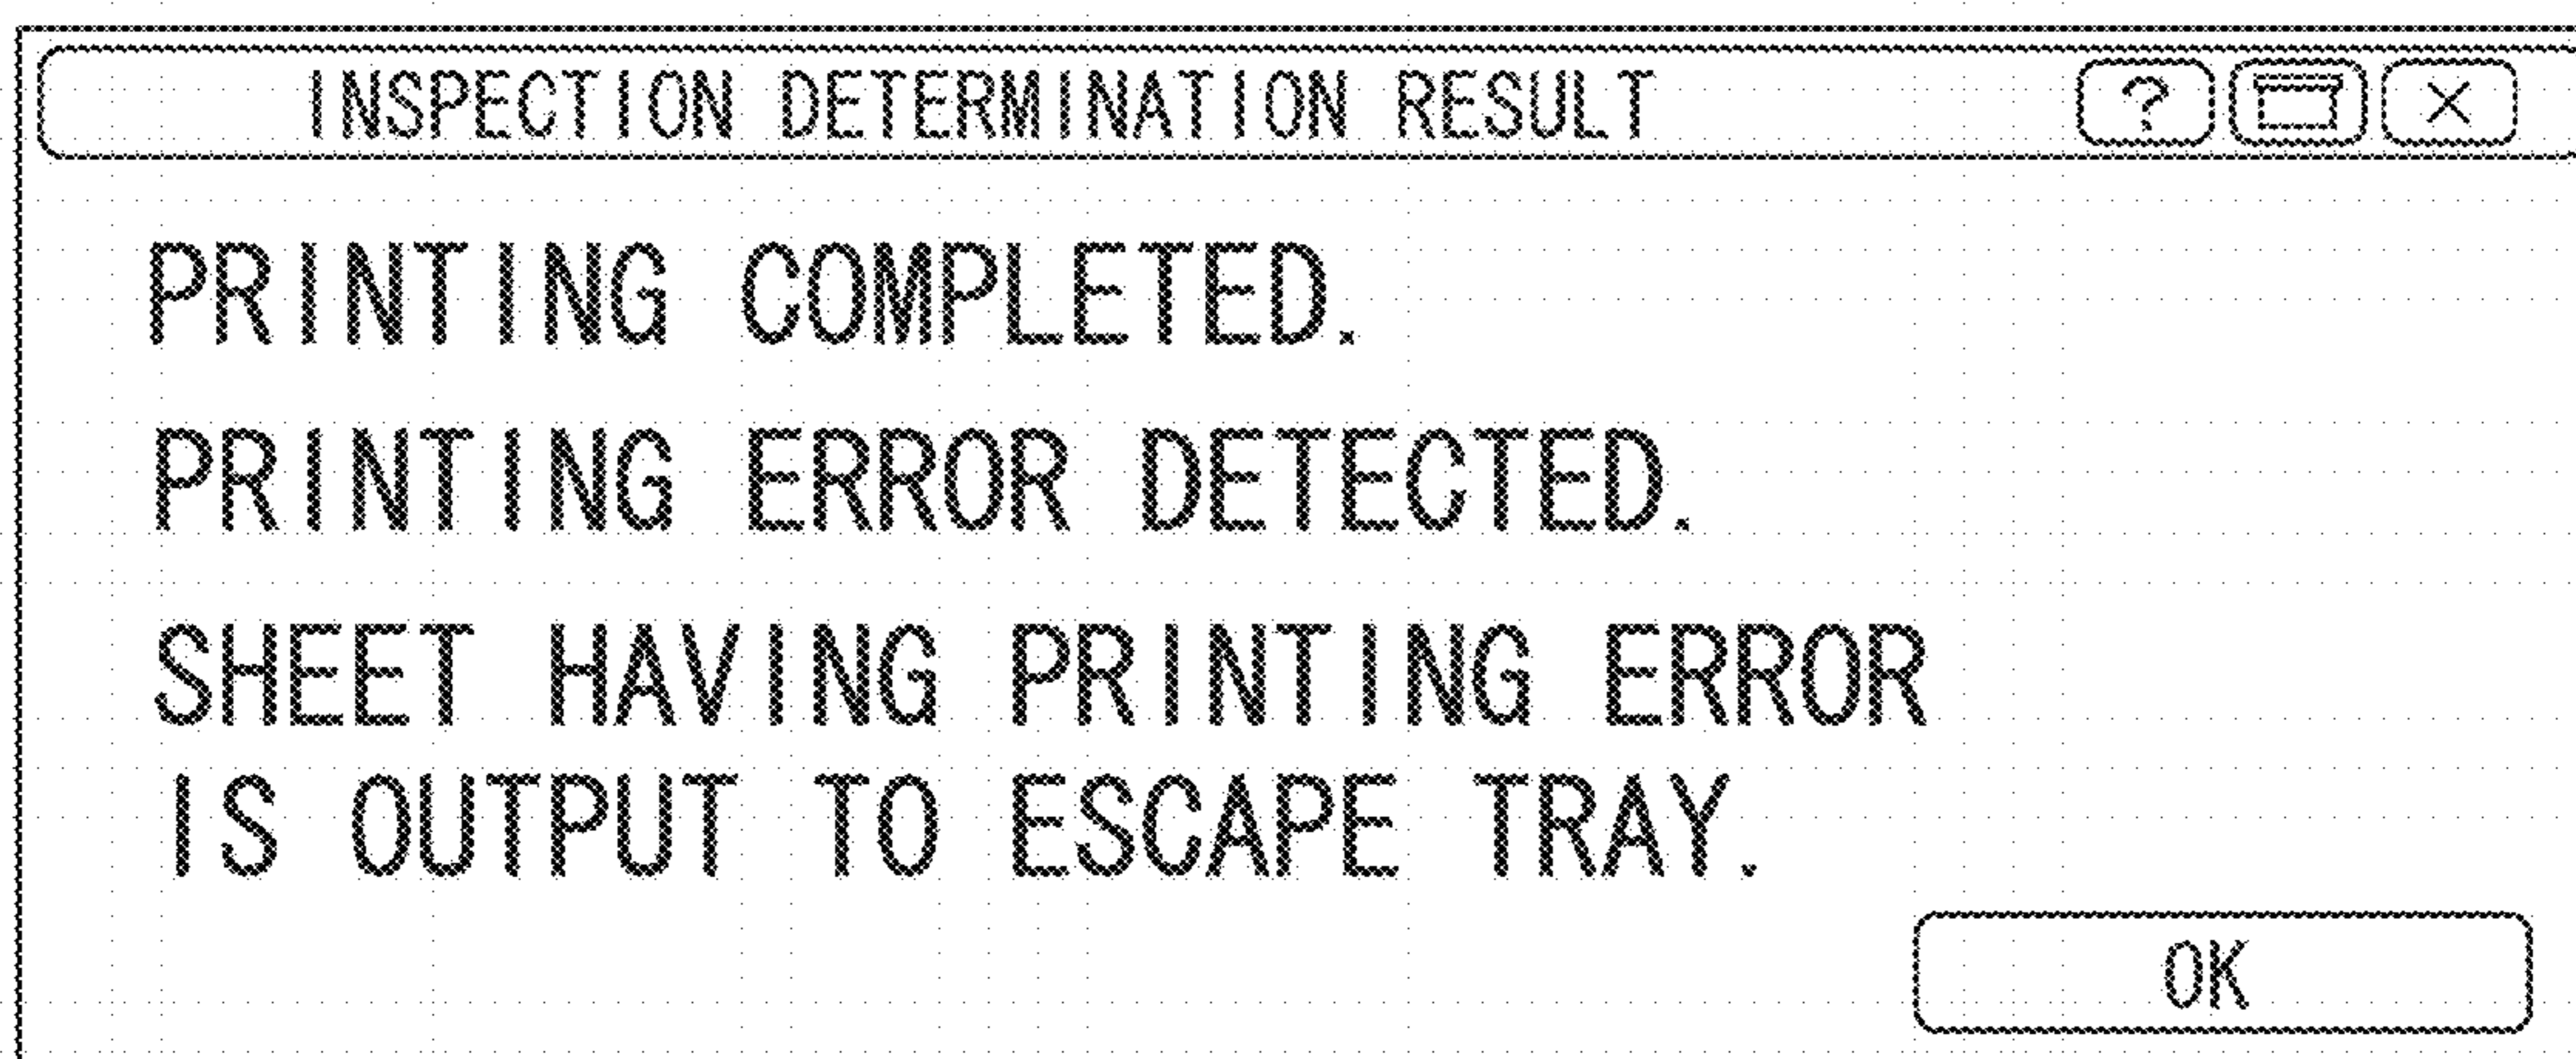 INSPECTION DETERMINATION RESULT ? ×
PRINTING COMPLETED.
PRINTING ERROR DETECTED.
SHEET HAVING PRINTING ERROR
IS OUTPUT TO ESCAPE TRAY.
OK